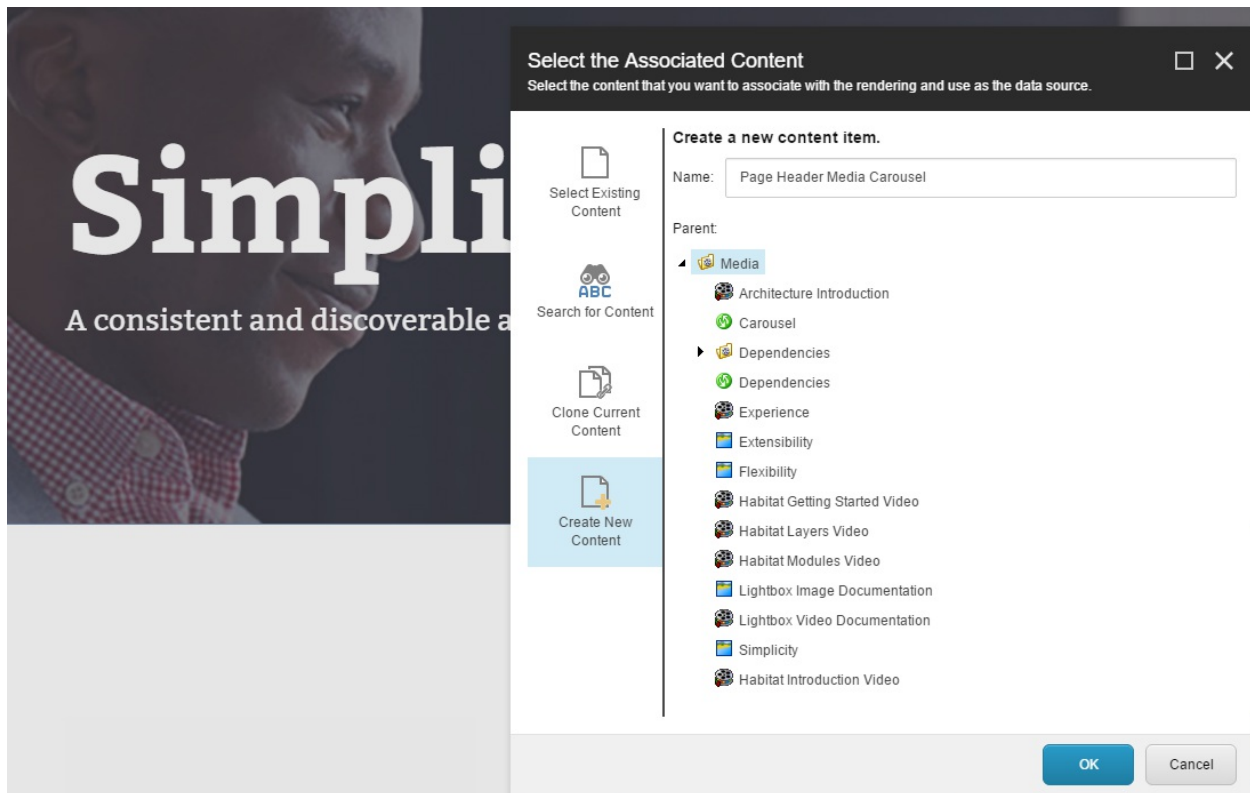 Simpli
A consistent and discoverable a
Select the Associated Content
Select the content that you want to associate with the rendering and use as the data source.
Select Existing
Content
ABC
Search for Content
Clone Current
Content
Create New
Content
Create a new content item.
Name: Page Header Media Carousel
Parent:
Media
Architecture Introduction
Carousel
Dependencies
Dependencies
Experience
Extensibility
Flexibility
Habitat Getting Started Video
Habitat Layers Video
Habitat Modules Video
Lightbox Image Documentation
Lightbox Video Documentation
Simplicity
Habitat Introduction Video
OK Cancel